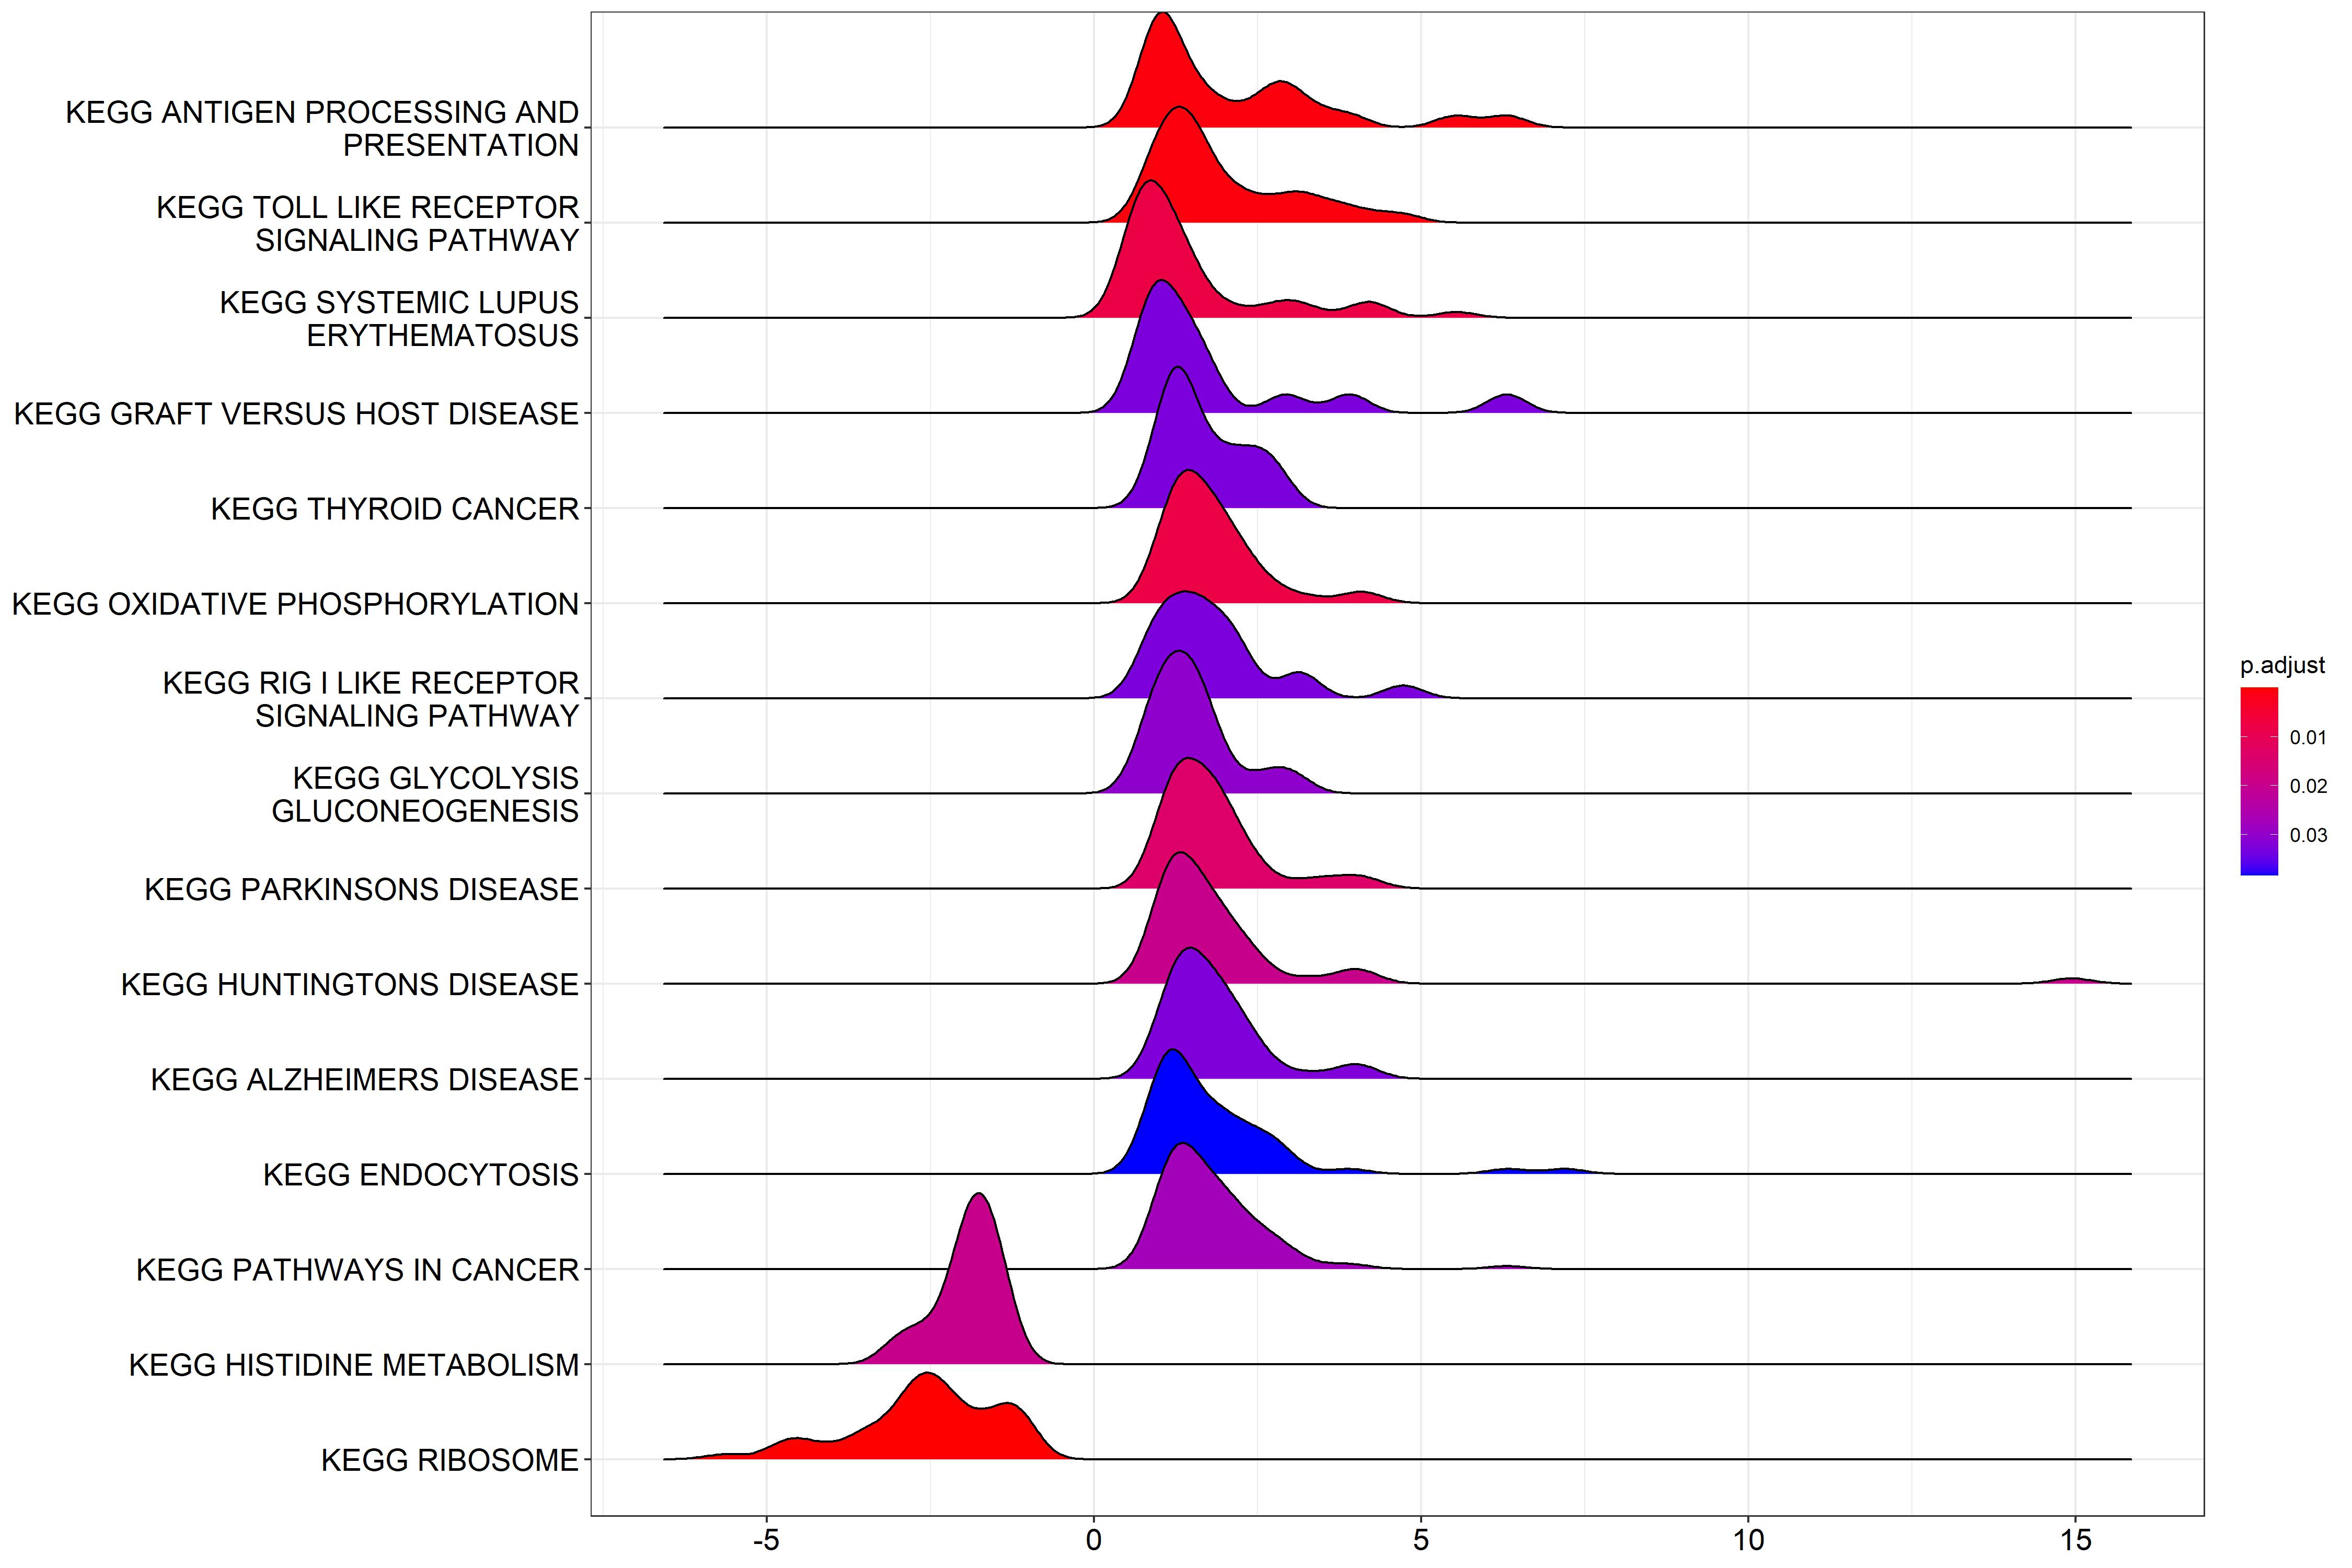 KEGG ANTIGEN PROCESSING AND
PRESENTATION
KEGG TOLL LIKE RECEPTOR
SIGNALING PATHWAY
KEGG SYSTEMIC LUPUS
ERYTHEMATOSUS
KEGG GRAFT VERSUS HOST DISEASE
KEGG THYROID CANCER
KEGG OXIDATIVE PHOSPHORYLATION
KEGG RIG I LIKE RECEPTOR
SIGNALING PATHWAY
KEGG GLYCOLYSIS
GLUCONEOGENESIS
KEGG PARKINSONS DISEASE
KEGG HUNTINGTONS DISEASE
KEGG ALZHEIMERS DISEASE
KEGG ENDOCYTOSIS
KEGG PATHWAYS IN CANCER
KEGG HISTIDINE METABOLISM
KEGG RIBOSOME
-5 0 5 10 15
p.adjust
0.01
0.02
0.03